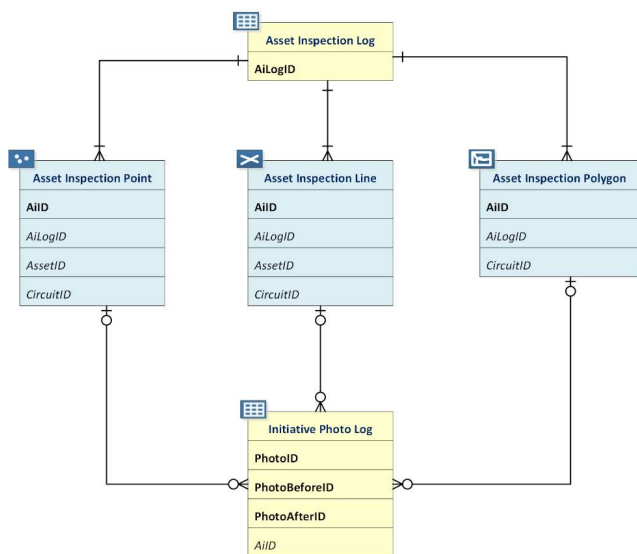 Asset Inspection Log
AiLogID
Asset Inspection Point
AiID
AiLogID
AssetID
CircuitID
Asset Inspection Line
AiID
AiLogID
AssetID
CircuitID
Asset Inspection Polygon
AiID
AiLogID
CircuitID
Initiative Photo Log
PhotoID
PhotoBeforeID
PhotoAfterID
AiID